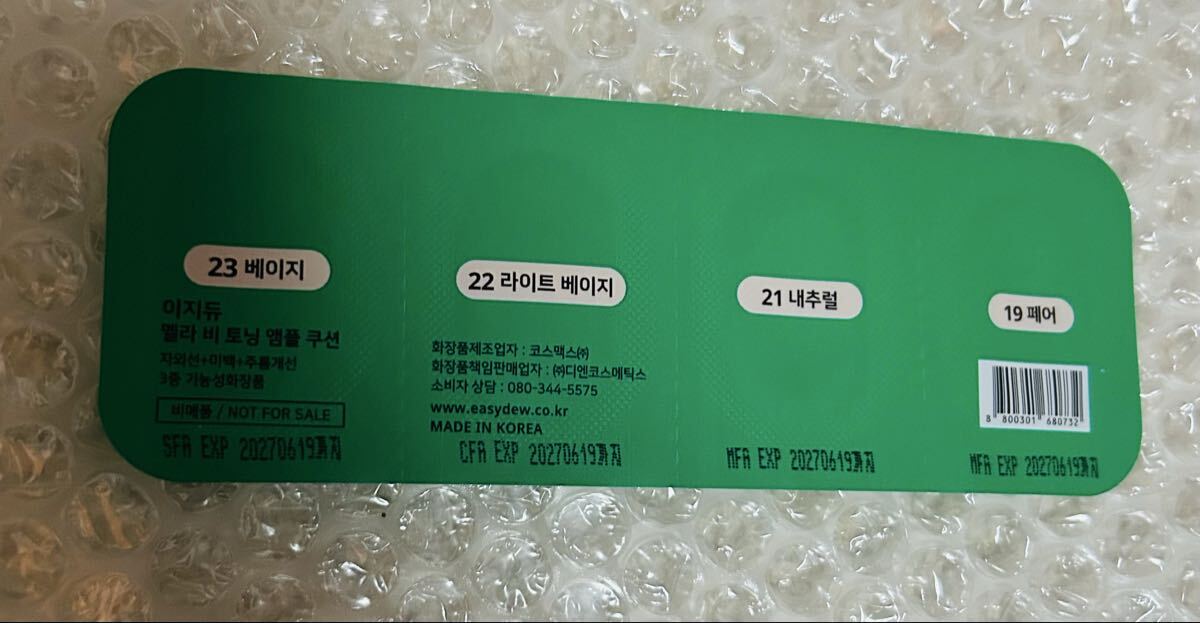 23 베이지
이지듀
멜라 비 토닝 앰플 쿠션
자외선+미백+주름개선
3중 기능성화장품
비매품 / NOT FOR SALE
SFA EXP 20270619까지
22 라이트 베이지
화장품제조업자 : 코스맥스㈜
화장품책임판매업자 : ㈜디엔코스메틱스
소비자 상담 : 080-344-5575
www.easydew.co.kr
MADE IN KOREA
CFA EXP 20270619까지
21 내추럴
MFA EXP 20270619까지
19 페어
8 800301 680732
MFA EXP 20270619까지